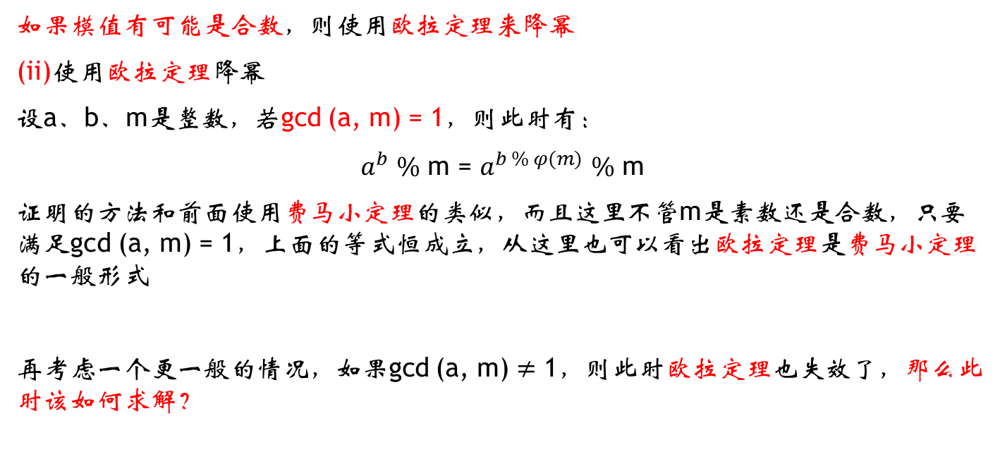 如果模值有可能是合数，则使用欧拉定理来降幂
(ii)使用欧拉定理降幂
设a、b、m是整数，若gcd (a, m) = 1，则此时有：
a^b % m = a^{b % φ(m)} % m
证明的方法和前面使用费马小定理的类似，而且这里不管m是素数还是合数，只要
满足gcd (a, m) = 1，上面的等式恒成立，从这里也可以看出欧拉定理是费马小定理
的一般形式
再考虑一个更一般的情况，如果gcd (a, m) ≠ 1，则此时欧拉定理也失效了，那么此
时该如何求解？